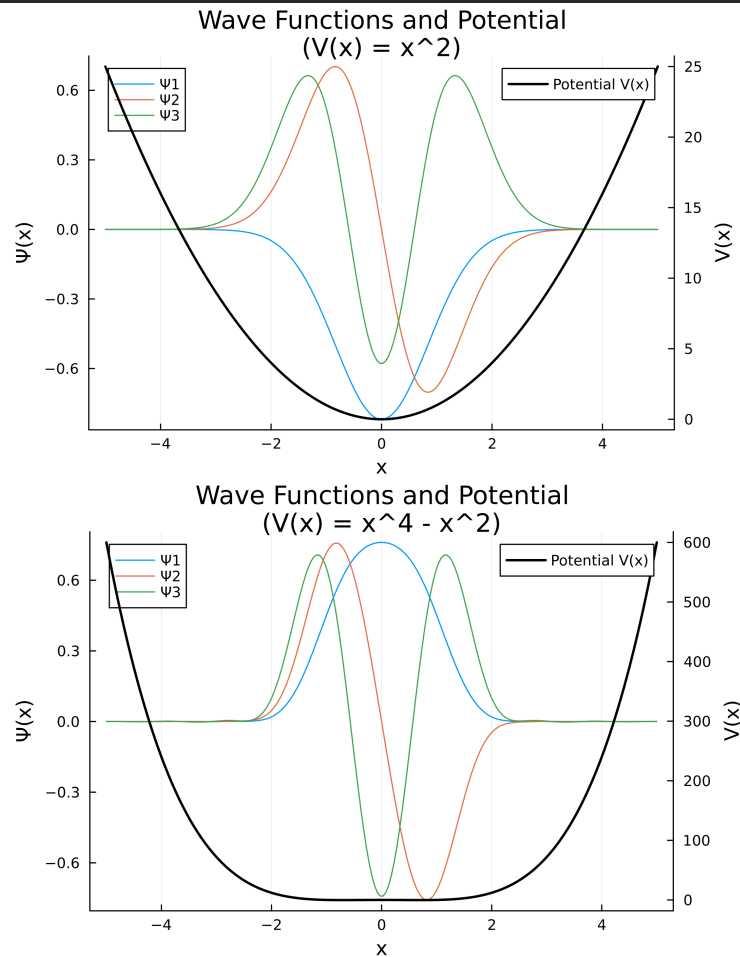 Wave Functions and Potential
(V(x) = x^2)
Ψ1
Ψ2
Ψ3
Potential V(x)
0.6
0.3
0.0
−0.3
−0.6
Ψ(x)
25
20
15
10
5
0
V(x)
−4
−2
0
2
4
x
Wave Functions and Potential
(V(x) = x^4 - x^2)
Ψ1
Ψ2
Ψ3
Potential V(x)
0.6
0.3
0.0
−0.3
−0.6
Ψ(x)
600
500
400
300
200
100
0
V(x)
−4
−2
0
2
4
x